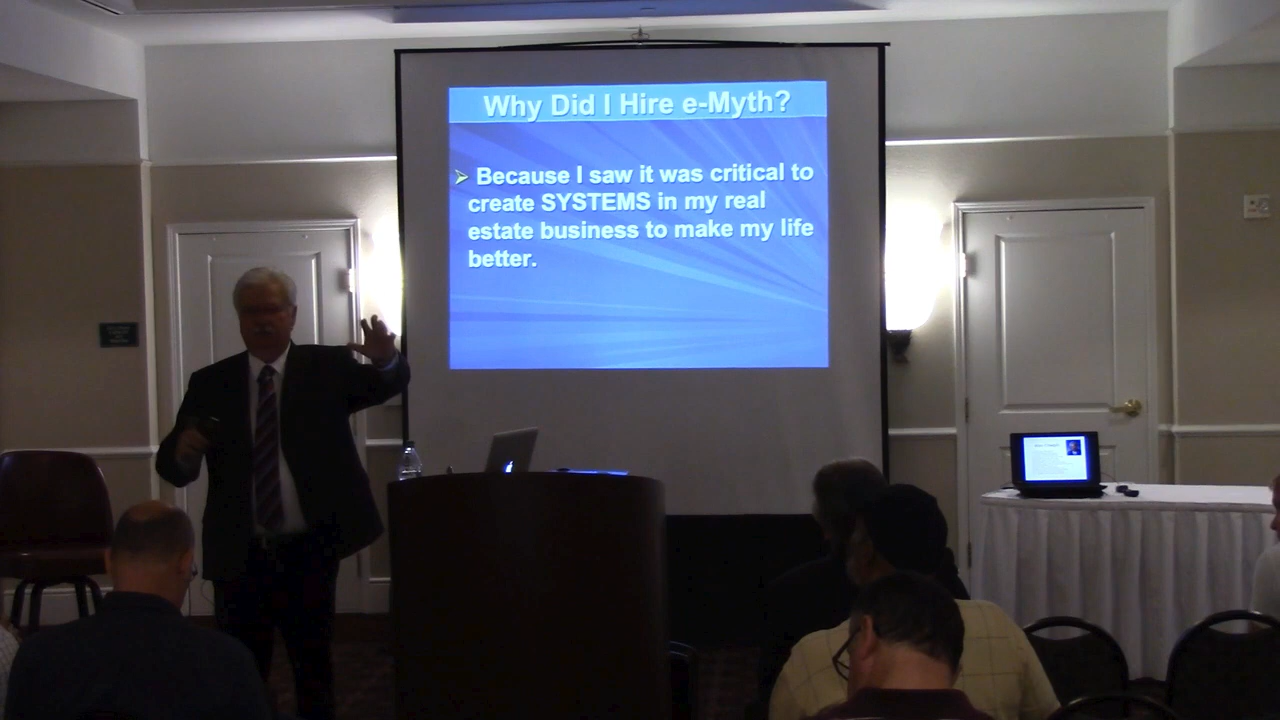 Why Did I Hire e-Myth?
➢ Because I saw it was critical to
create SYSTEMS in my real
estate business to make my life
better.